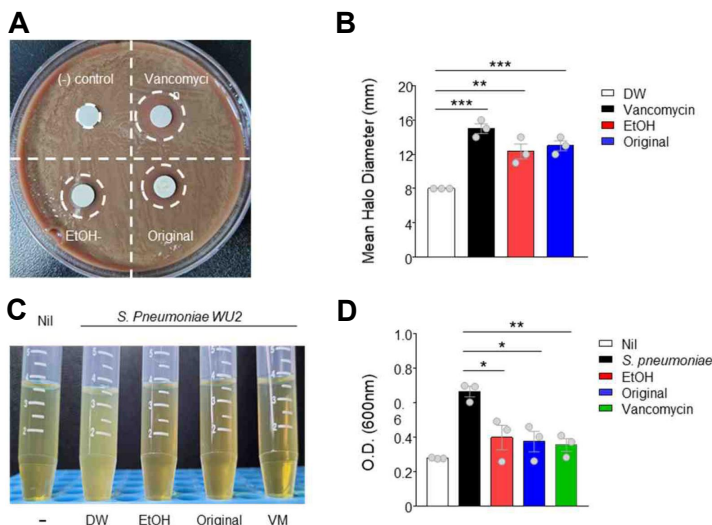 A
(-) control
Vancomyci
n
EtOH-
Original
B
***
**
***
Mean Halo Diameter (mm)
20
16
12
8
4
0
DW
Vancomycin
EtOH
Original
C
Nil
S. Pneumoniae WU2
–
DW
EtOH
Original
VM
D
**
*
*
O.D. (600nm)
1.0
0.8
0.
6
0.4
0.2
0
Nil
S. pneumoniae
EtOH
Original
Vancomycin